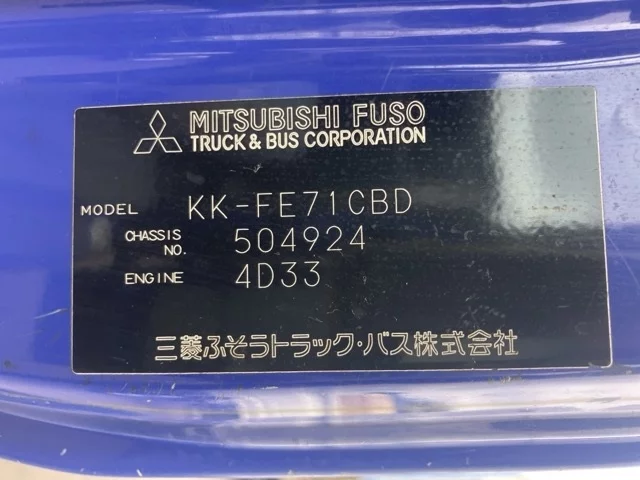 MITSUBISHI FUSO
TRUCK & BUS CORPORATION
MODEL KK-FE71CBD
CHASSIS NO. 504924
ENGINE 4D33
三菱ふそうトラック・バス株式会社